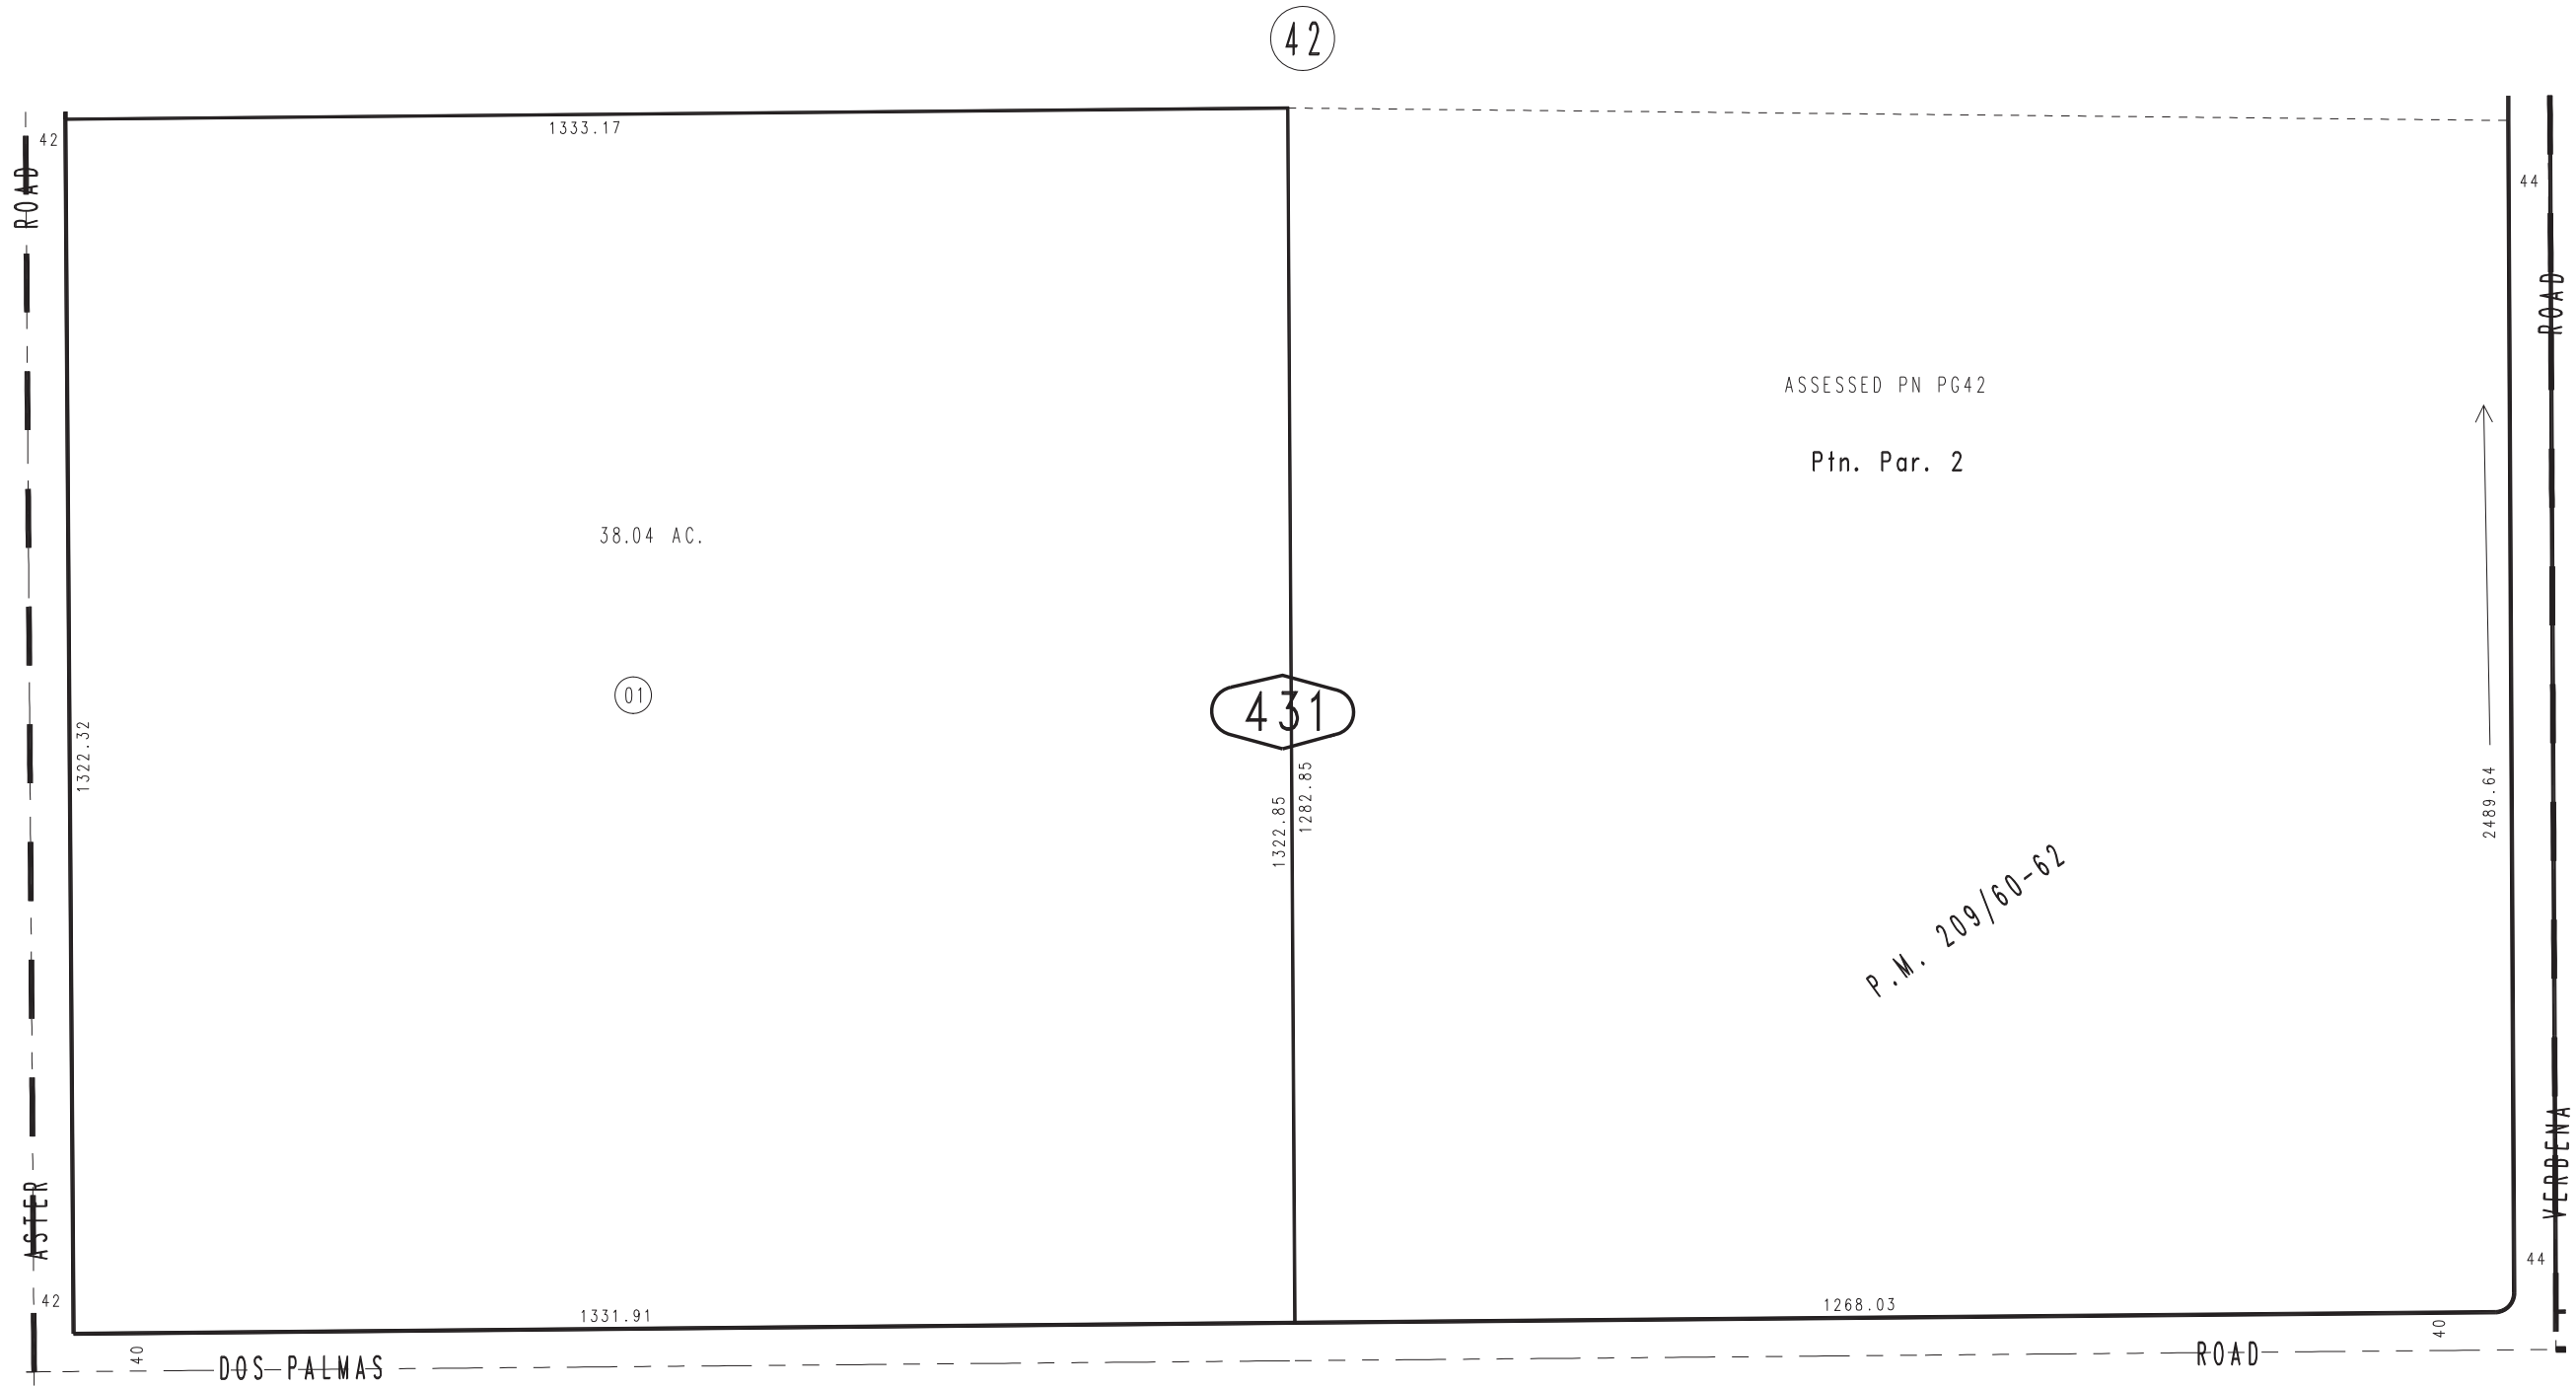 42
1333.17
42
ROAD
44
ROAD
ASSESSED PN PG42
Ptn. Par. 2
38.04 AC.
01
431
1322.32
1322.85
1282.85
2489.64
P.M. 209/60-62
ASTER
VERBENA
44
42
1331.91
1268.03
40
40
DOS PALMAS
ROAD